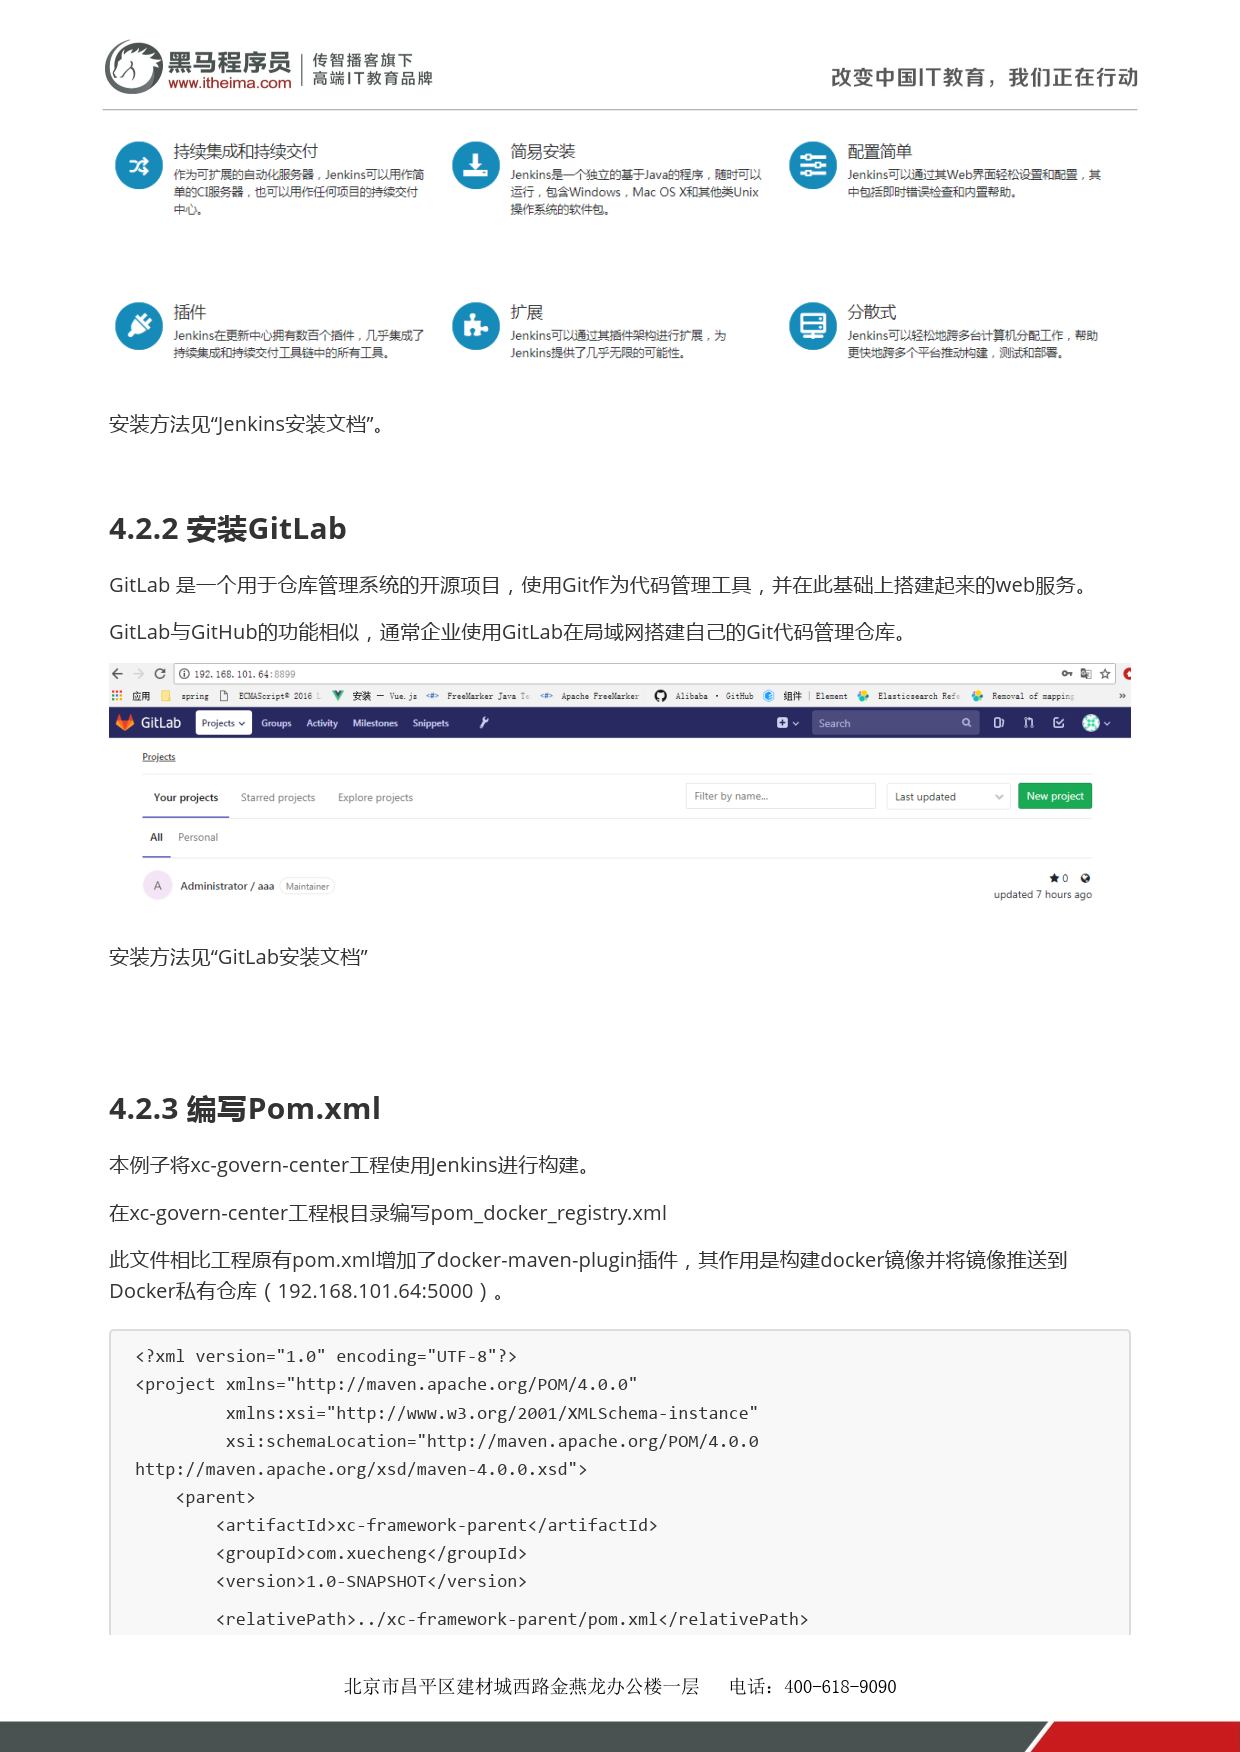 黑马程序员
www.itheima.com
传智播客旗下
高端IT教育品牌
改变中国IT教育，我们正在行动
持续集成和持续交付
作为可扩展的自动化服务器，Jenkins可以用作简
单的CI服务器，也可以用作任何项目的持续交付
中心。
简易安装
Jenkins是一个独立的基于Java的程序，随时可以
运行，包含Windows，Mac OS X和其他类Unix
操作系统的软件包。
配置简单
Jenkins可以通过其Web界面轻松设置和配置，其
中包括即时错误检查和内置帮助。
插件
Jenkins在更新中心拥有数百个插件，几乎集成了
持续集成和持续交付工具链中的所有工具。
扩展
Jenkins可以通过其插件架构进行扩展，为
Jenkins提供了几乎无限的可能性。
分散式
Jenkins可以轻松地跨多台计算机分配工作，帮助
更快地跨多个平台推动构建，测试和部署。
安装方法见“Jenkins安装文档”。
4.2.2 安装GitLab
GitLab 是一个用于仓库管理系统的开源项目，使用Git作为代码管理工具，并在此基础上搭建起来的web服务。
GitLab与GitHub的功能相似，通常企业使用GitLab在局域网搭建自己的Git代码管理仓库。
192.168.101.64:8899
应用 spring ECMAScript® 2016 L 安装 — Vue.js <#> FreeMarker Java Te <#> Apache FreeMarker Alibaba · GitHub 组件 | Element Elasticsearch Refe Removal of mapping »
GitLab Projects Groups Activity Milestones Snippets Search
Projects
Your projects Starred projects Explore projects Filter by name... Last updated New project
All Personal
A Administrator / aaa Maintainer 0
updated 7 hours ago
安装方法见“GitLab安装文档”
4.2.3 编写Pom.xml
本例子将xc-govern-center工程使用Jenkins进行构建。
在xc-govern-center工程根目录编写pom_docker_registry.xml
此文件相比工程原有pom.xml增加了docker-maven-plugin插件，其作用是构建docker镜像并将镜像推送到
Docker私有仓库（192.168.101.64:5000）。
<?xml version="1.0" encoding="UTF-8"?>
<project xmlns="http://maven.apache.org/POM/4.0.0"
xmlns:xsi="http://www.w3.org/2001/XMLSchema-instance"
xsi:schemaLocation="http://maven.apache.org/POM/4.0.0
http://maven.apache.org/xsd/maven-4.0.0.xsd">
<parent>
<artifactId>xc-framework-parent</artifactId>
<groupId>com.xuecheng</groupId>
<version>1.0-SNAPSHOT</version>
<relativePath>../xc-framework-parent/pom.xml</relativePath>
北京市昌平区建材城西路金燕龙办公楼一层 电话：400-618-9090